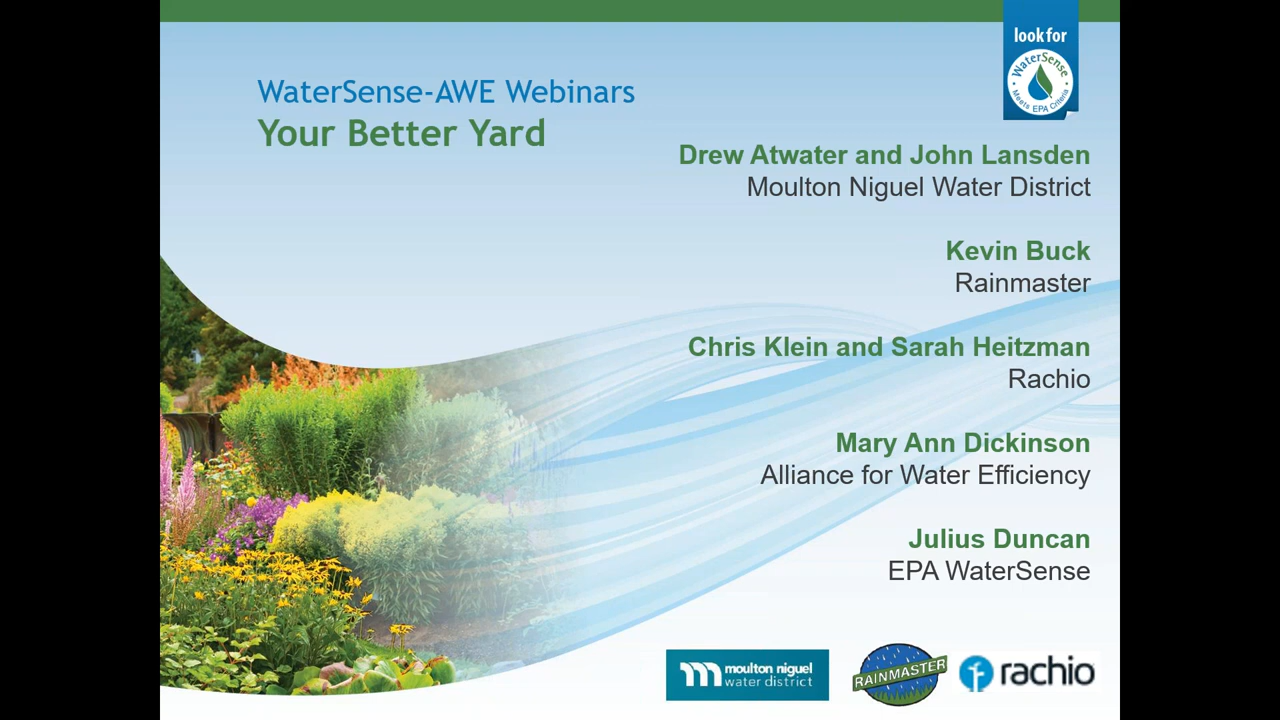 look for
WaterSense
Meets EPA Criteria
WaterSense-AWE Webinars
Your Better Yard
Drew Atwater and John Lansden
Moulton Niguel Water District
Kevin Buck
Rainmaster
Chris Klein and Sarah Heitzman
Rachio
Mary Ann Dickinson
Alliance for Water Efficiency
Julius Duncan
EPA WaterSense
moulton niguel
water district
RAINMASTER
rachio